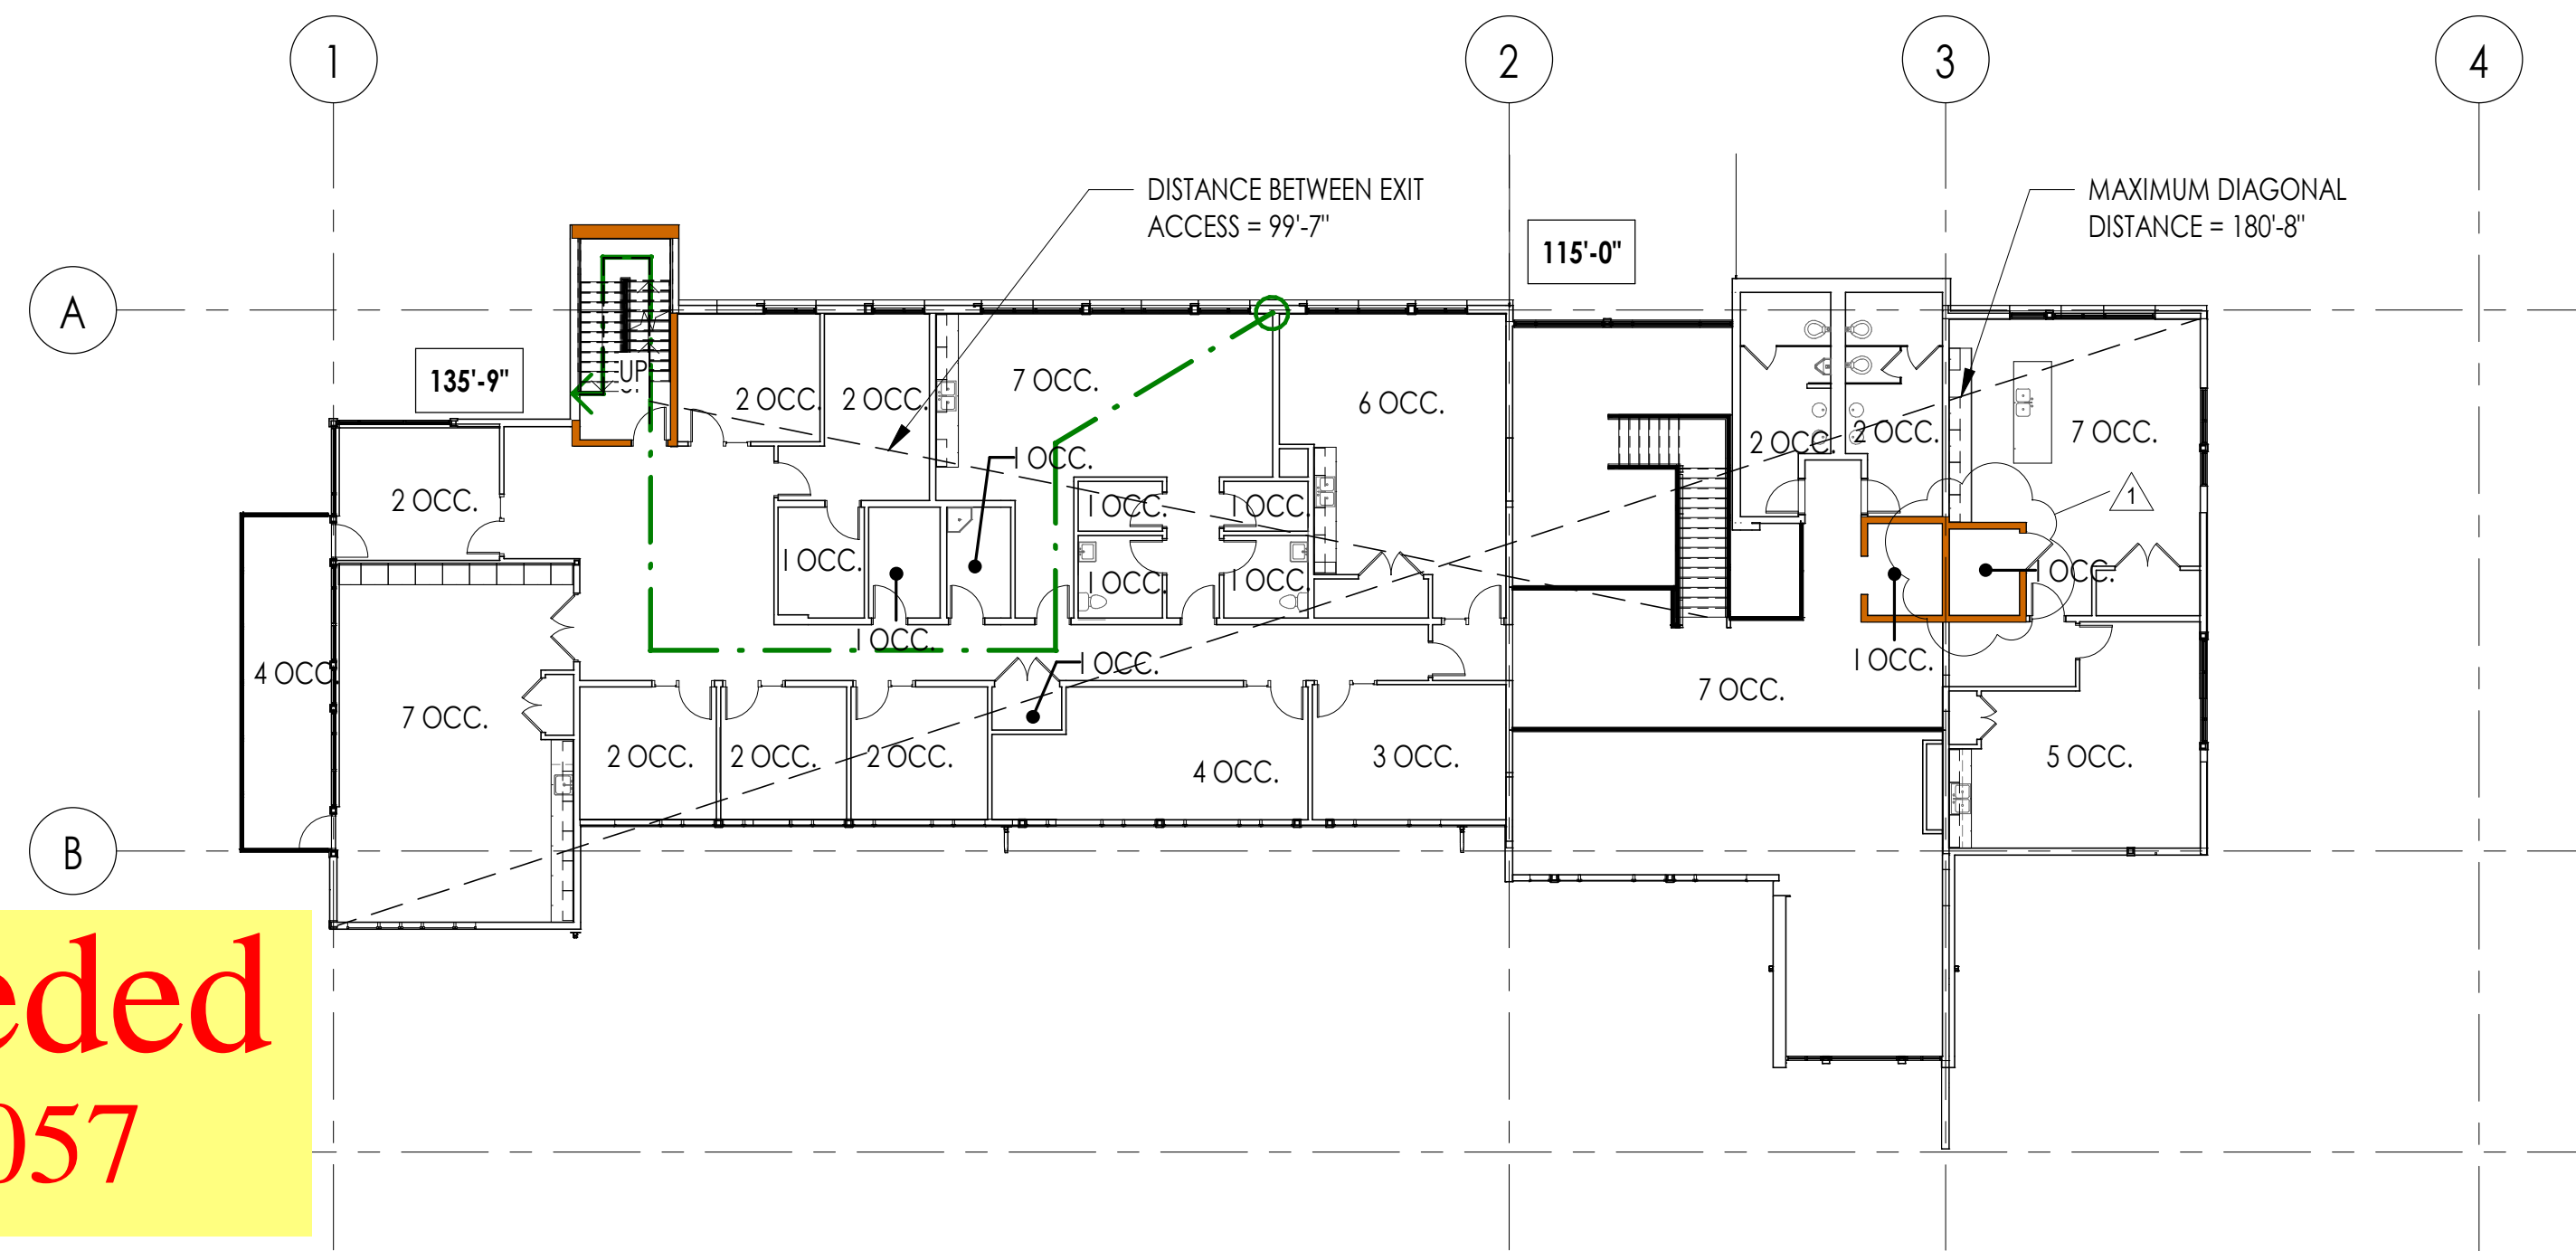 1
2
3
4
DISTANCE BETWEEN EXIT
ACCESS = 99'-7"
MAXIMUM DIAGONAL
DISTANCE = 180'-8"
115'-0"
A
135'-9"
UP
2 OCC.
2 OCC.
7 OCC.
6 OCC.
2 OCC.
2 OCC.
7 OCC.
1 OCC.
2 OCC.
1 OCC.
1 OCC.
1
1 OCC.
1 OCC.
1 OCC.
1 OCC.
1 OCC.
1 OCC.
1 OCC.
4 OCC.
7 OCC.
7 OCC.
2 OCC.
2 OCC.
2 OCC.
4 OCC.
3 OCC.
5 OCC.
B
eded
057